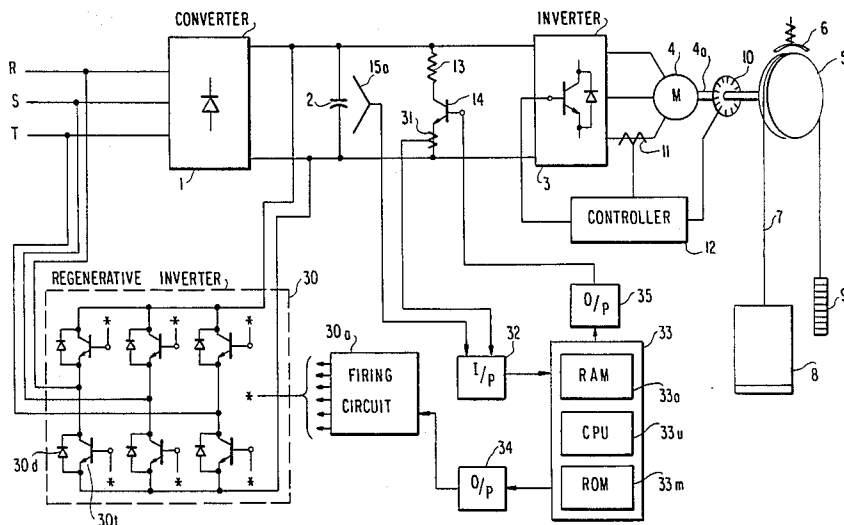 CONVERTER
INVERTER
R
S
T
1
2
15a
13
14
31
3
4
4a
10
6
5
M
11
CONTROLLER
12
7
9
8
REGENERATIVE INVERTER
30
30a
FIRING
CIRCUIT
*
*
*
*
*
*
*
30d
30t
I/P
32
O/P
35
33
RAM
33a
CPU
33u
ROM
33m
O/P
34